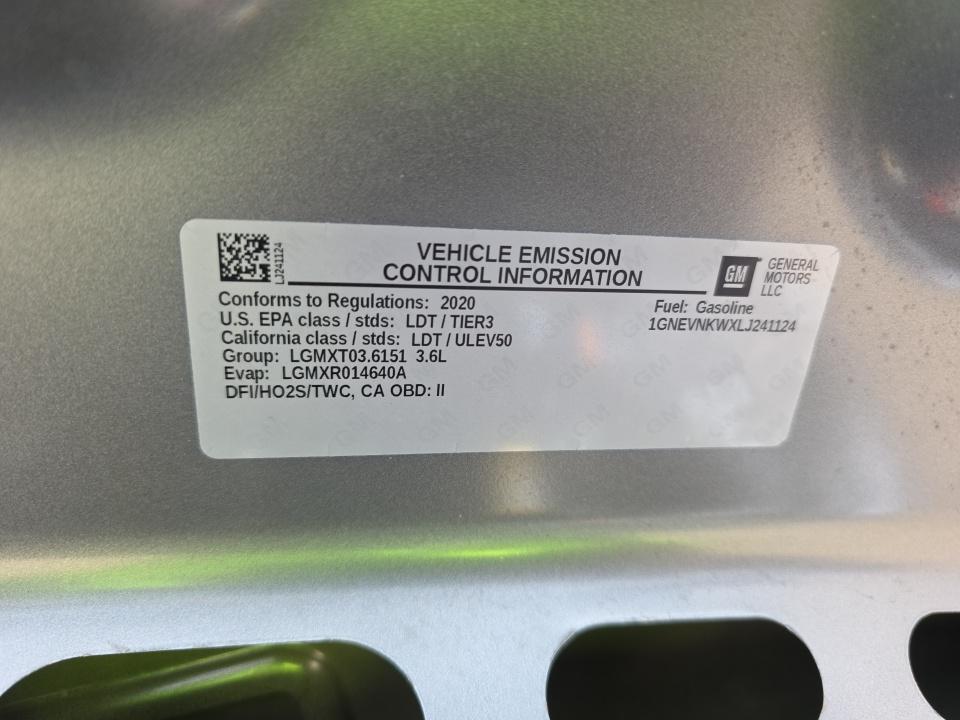 LJ241124
VEHICLE EMISSION
CONTROL INFORMATION
GM
GENERAL
MOTORS
LLC
Conforms to Regulations: 2020
Fuel: Gasoline
U.S. EPA class / stds: LDT / TIER3
1GNEVNKWXLJ241124
California class / stds: LDT / ULEV50
Group: LGMXT03.6151 3.6L
Evap: LGMXR014640A
DFI/HO2S/TWC, CA OBD: II